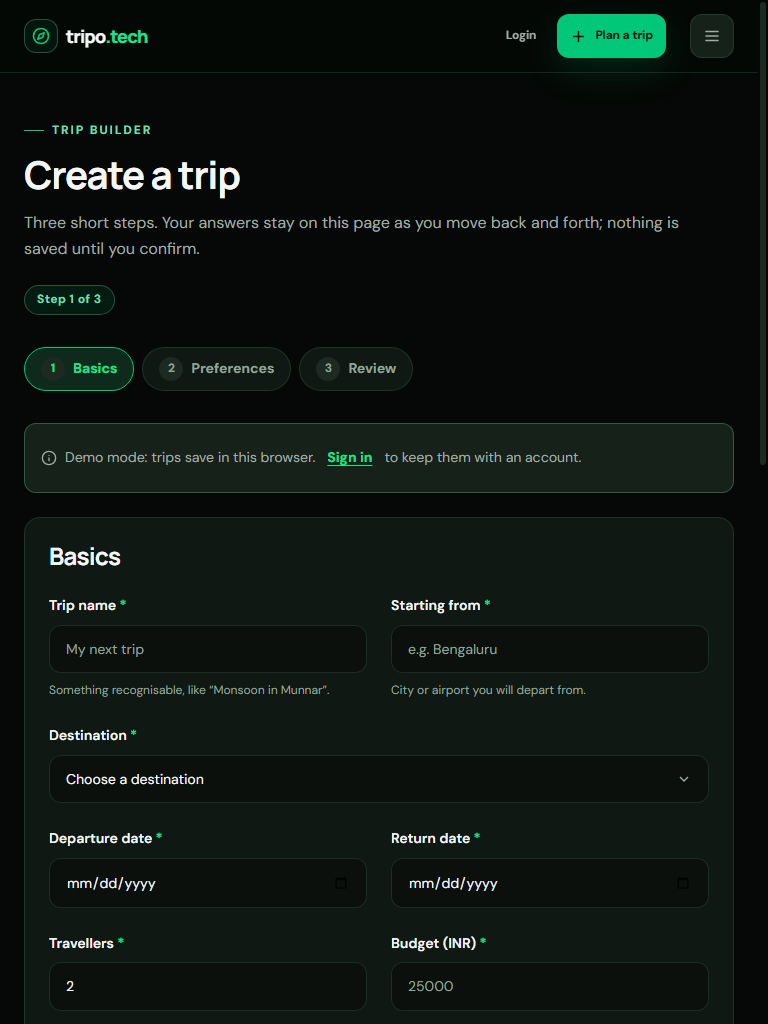 tripo.tech
Login
+ Plan a trip
TRIP BUILDER
Create a trip
Three short steps. Your answers stay on this page as you move back and forth; nothing is
saved until you confirm.
Step 1 of 3
1 Basics
2 Preferences
3 Review
Demo mode: trips save in this browser. Sign in to keep them with an account.
Basics
Trip name *
Starting from *
My next trip
e.g. Bengaluru
Something recognisable, like “Monsoon in Munnar”.
City or airport you will depart from.
Destination *
Choose a destination
Departure date *
Return date *
mm/dd/yyyy
mm/dd/yyyy
Travellers *
Budget (INR) *
2
25000